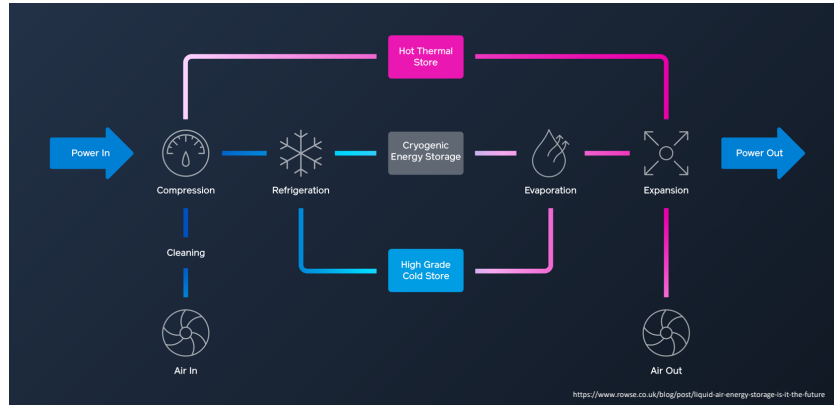 Hot Thermal
Store
Power In
Cryogenic
Energy Storage
Power Out
Compression
Refrigeration
Evaporation
Expansion
Cleaning
High Grade
Cold Store
Air In
Air Out
https://www.rowse.co.uk/blog/post/liquid-air-energy-storage-is-it-the-future